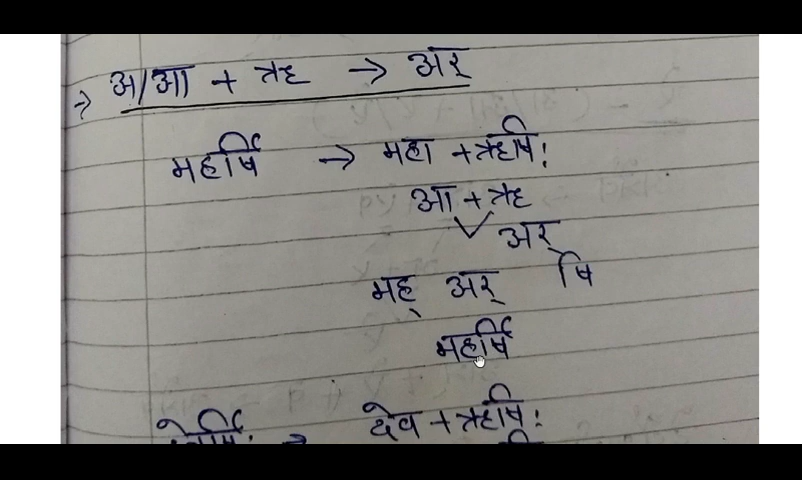 → अ/आ + ऋ → अर्
महर्षि → महा + ऋषि:
आ + ऋ
अर्
मह् अर् षि
महर्षि
देव + ऋषि: